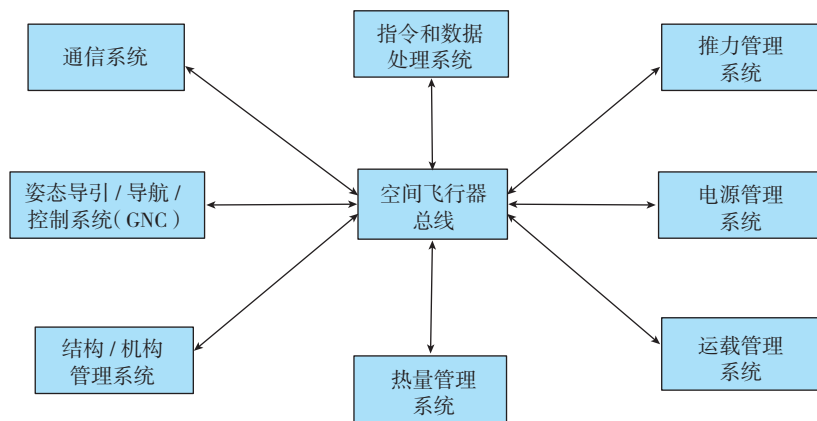 通信系统
指令和数据
处理系统
推力管理
系统
姿态导引/导航/
控制系统(GNC)
空间飞行器
总线
电源管理
系统
结构/机构
管理系统
热量管理
系统
运载管理
系统